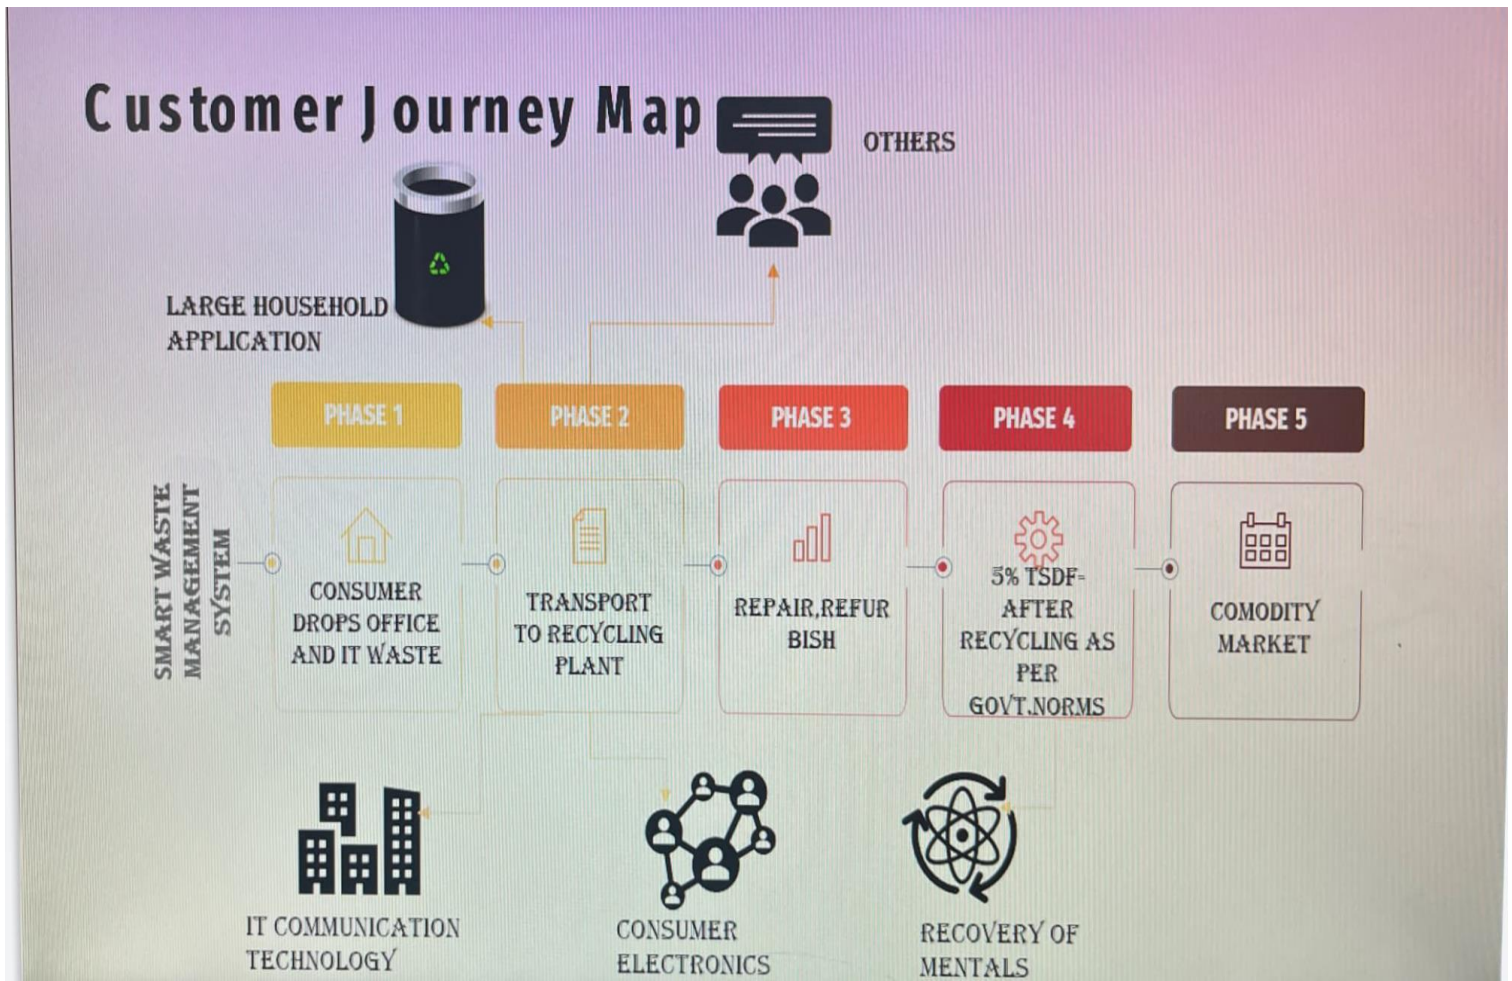 Customer Journey Map
OTHERS
LARGE HOUSEHOLD
APPLICATION
PHASE 1
PHASE 2
PHASE 3
PHASE 4
PHASE 5
SMART WASTE
MANAGEMENT
SYSTEM
CONSUMER
DROPS OFFICE
AND IT WASTE
TRANSPORT
TO RECYCLING
PLANT
REPAIR,REFUR
BISH
5% TSDF-
AFTER
RECYCLING AS
PER
GOVT.NORMS
COMODITY
MARKET
IT COMMUNICATION
TECHNOLOGY
CONSUMER
ELECTRONICS
RECOVERY OF
MENTALS